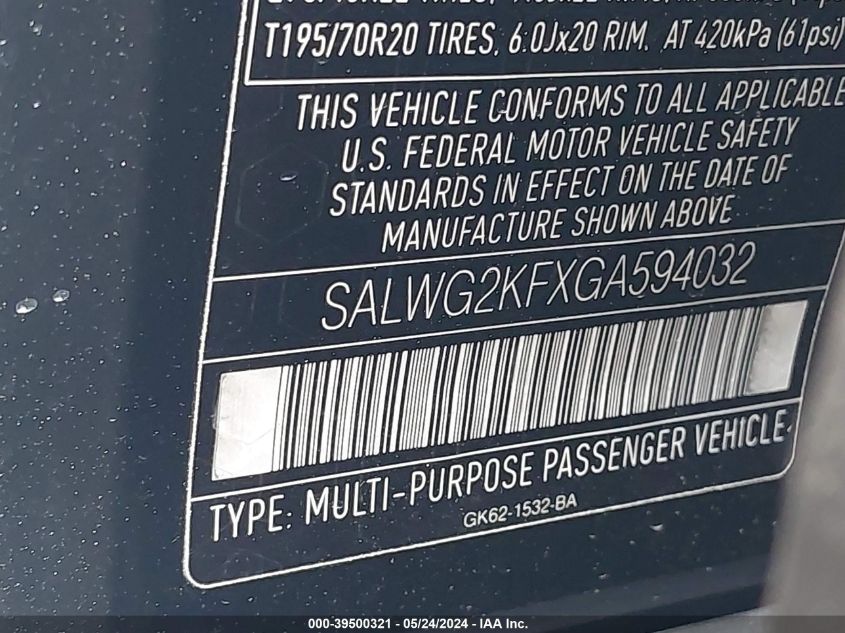 T195/70R20 TIRES, 6.0Jx20 RIM, AT 420kPa (61psi)
THIS VEHICLE CONFORMS TO ALL APPLICABLE
U.S. FEDERAL MOTOR VEHICLE SAFETY
STANDARDS IN EFFECT ON THE DATE OF
MANUFACTURE SHOWN ABOVE
SALWG2KFXGA594032
TYPE: MULTI-PURPOSE PASSENGER VEHICLE
GK62-1532-BA
000-39500321 - 05/24/2024 - IAA Inc.